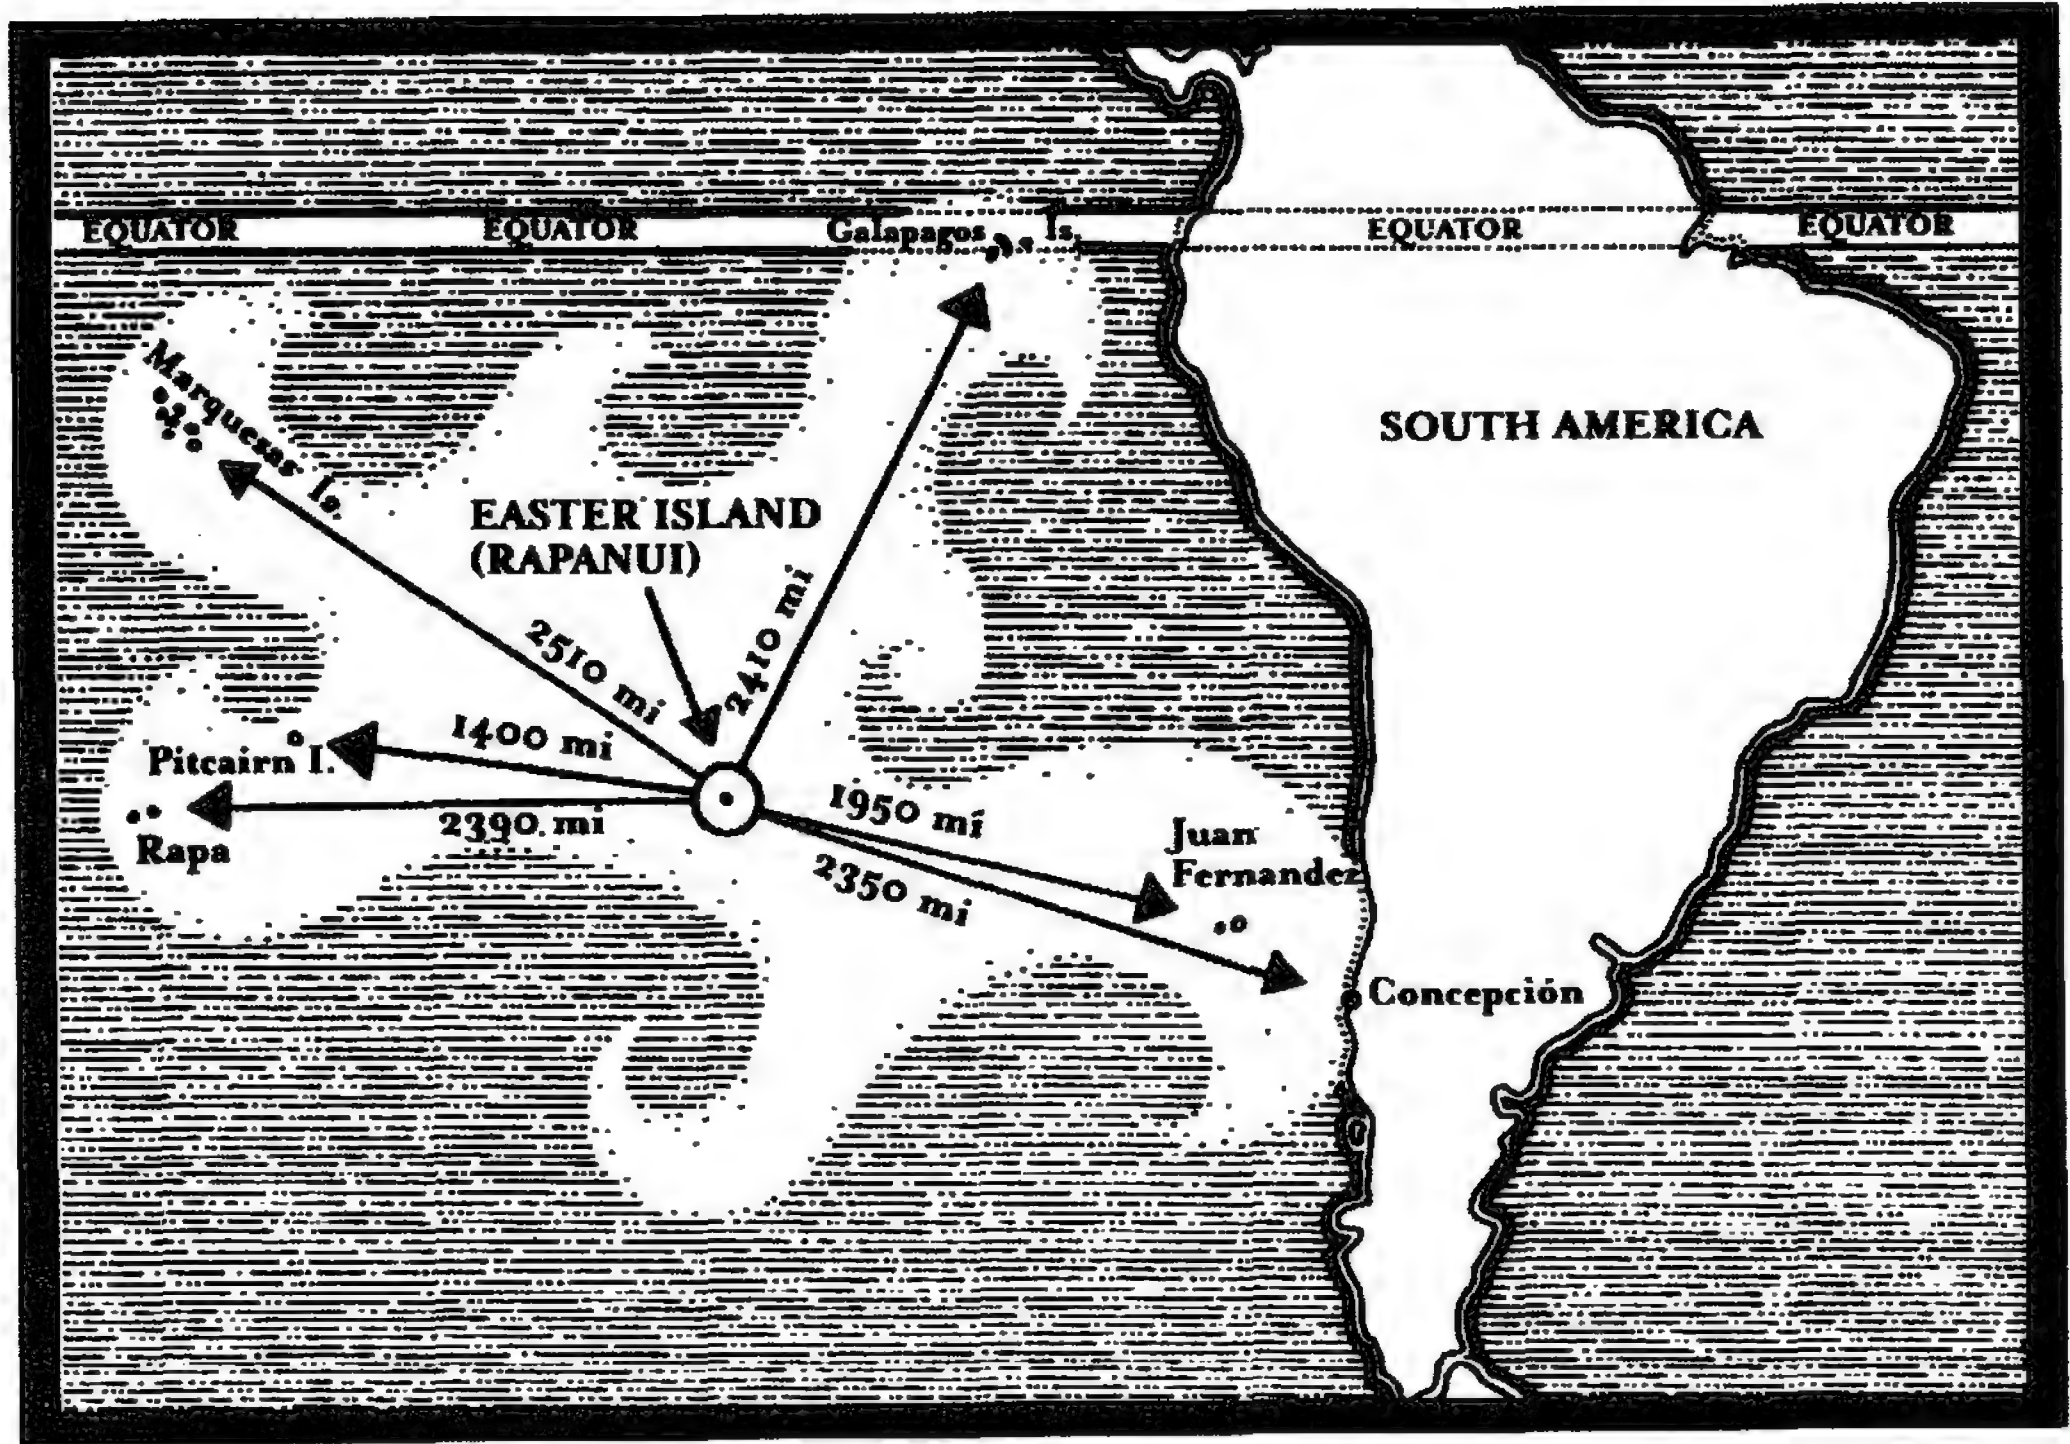 EQUATOR
EQUATOR
Galapagos Is.
EQUATOR
EQUATOR
Marquesas Is.
SOUTH AMERICA
EASTER ISLAND
(RAPANUI)
2510 mi
2410 mi
1400 mi
Pitcairn I.
2390 mi
Rapa
1950 mi
2350 mi
Juan
Fernandez
Concepción